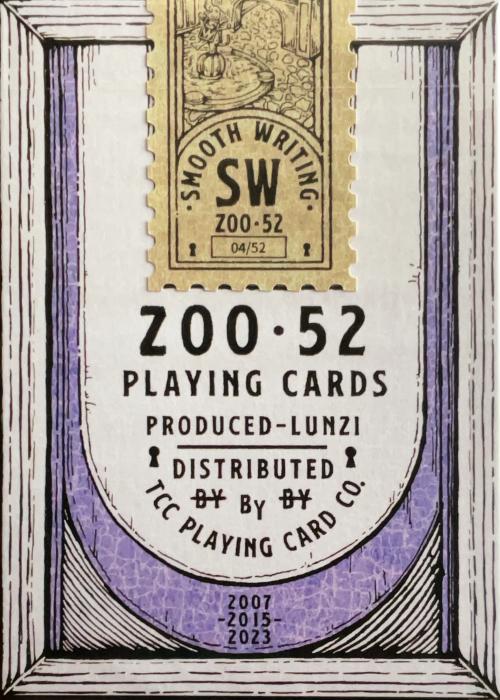 ·SMOOTH WRITING·
SW
ZOO·52
04/52
ZOO·52
PLAYING CARDS
PRODUCED-LUNZI
DISTRIBUTED
BY By BY
TCC PLAYING CARD CO.
2007
-2015-
2023